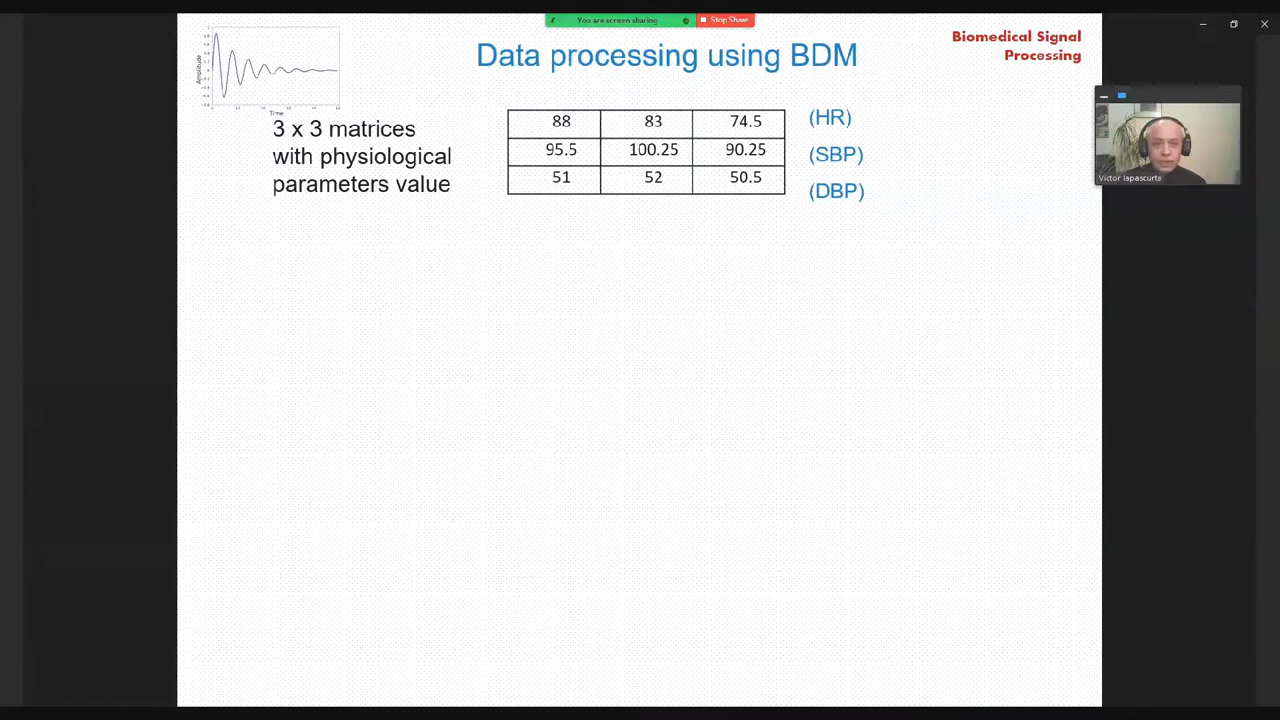 You are screen sharing
Stop Share
Data processing using BDM
Biomedical Signal
Processing
Amplitude
Time
3 x 3 matrices
with physiological
parameters value
88 83 74.5 (HR)
95.5 100.25 90.25 (SBP)
51 52 50.5 (DBP)
Victor Iapascurta